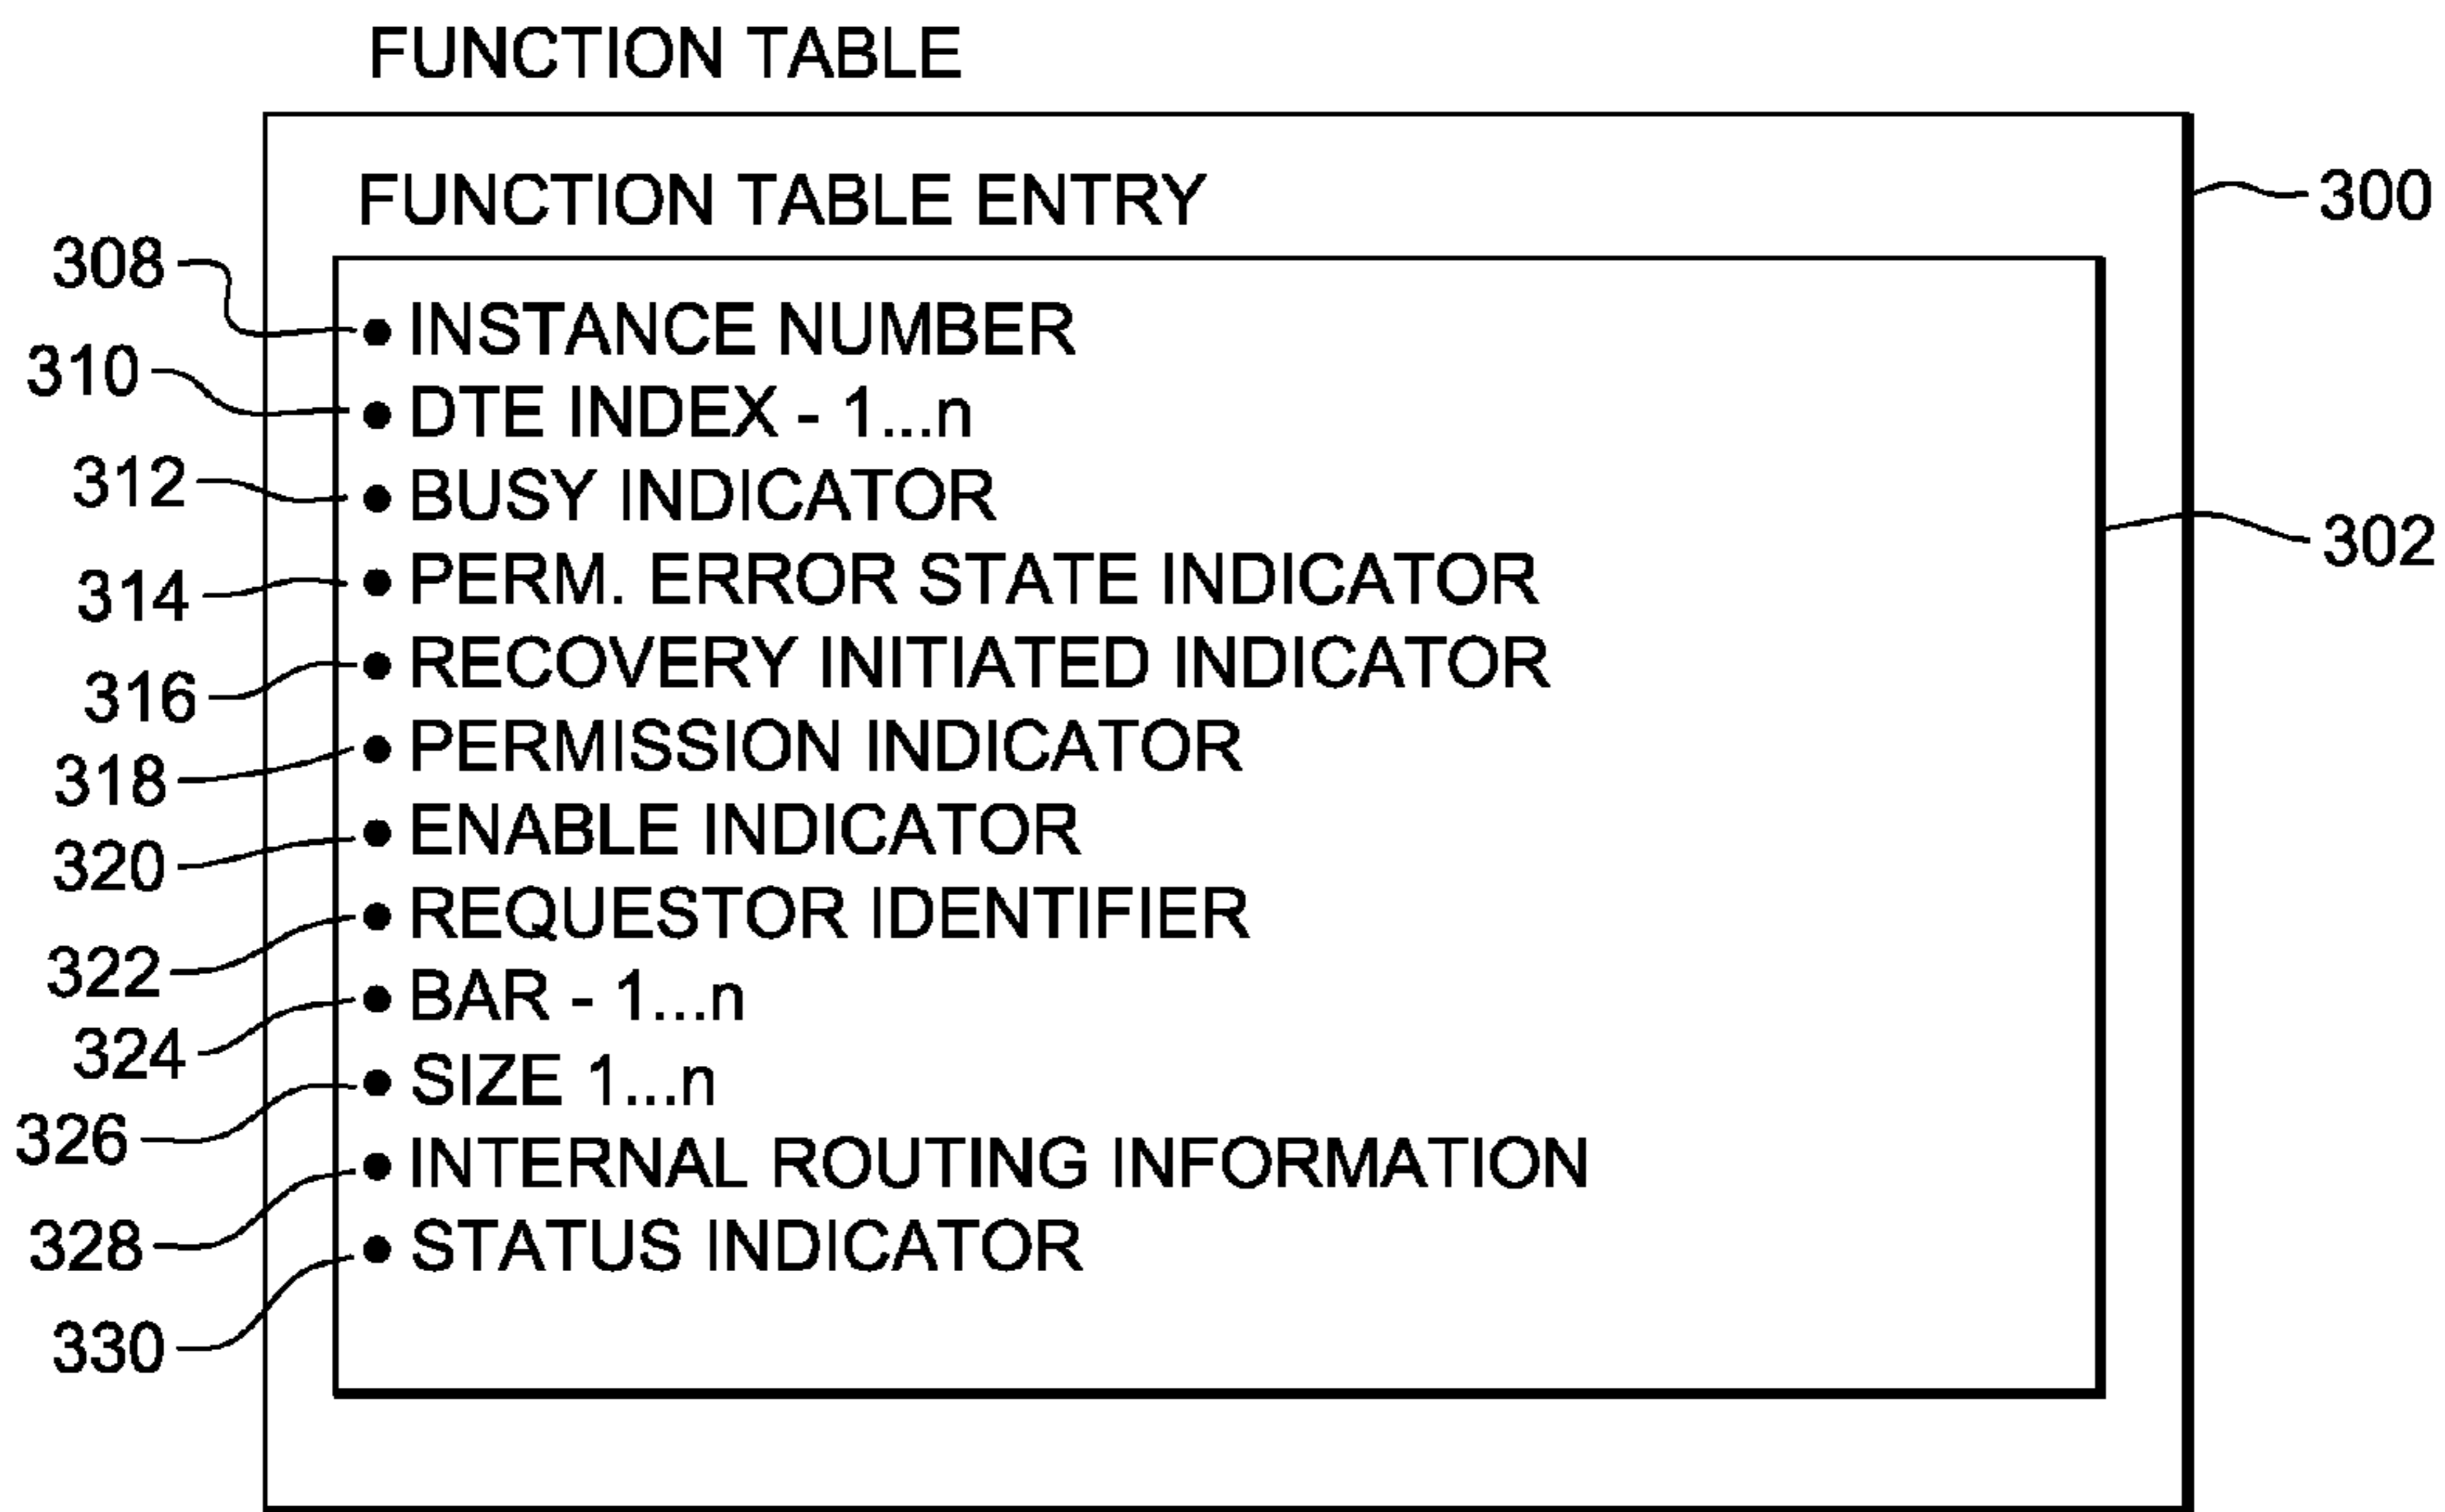 FUNCTION TABLE
FUNCTION TABLE ENTRY
300
308
● INSTANCE NUMBER
310
● DTE INDEX - 1...n
312
● BUSY INDICATOR
302
314
● PERM. ERROR STATE INDICATOR
316
● RECOVERY INITIATED INDICATOR
318
● PERMISSION INDICATOR
320
● ENABLE INDICATOR
322
● REQUESTOR IDENTIFIER
324
● BAR - 1...n
326
● SIZE 1...n
328
● INTERNAL ROUTING INFORMATION
330
● STATUS INDICATOR